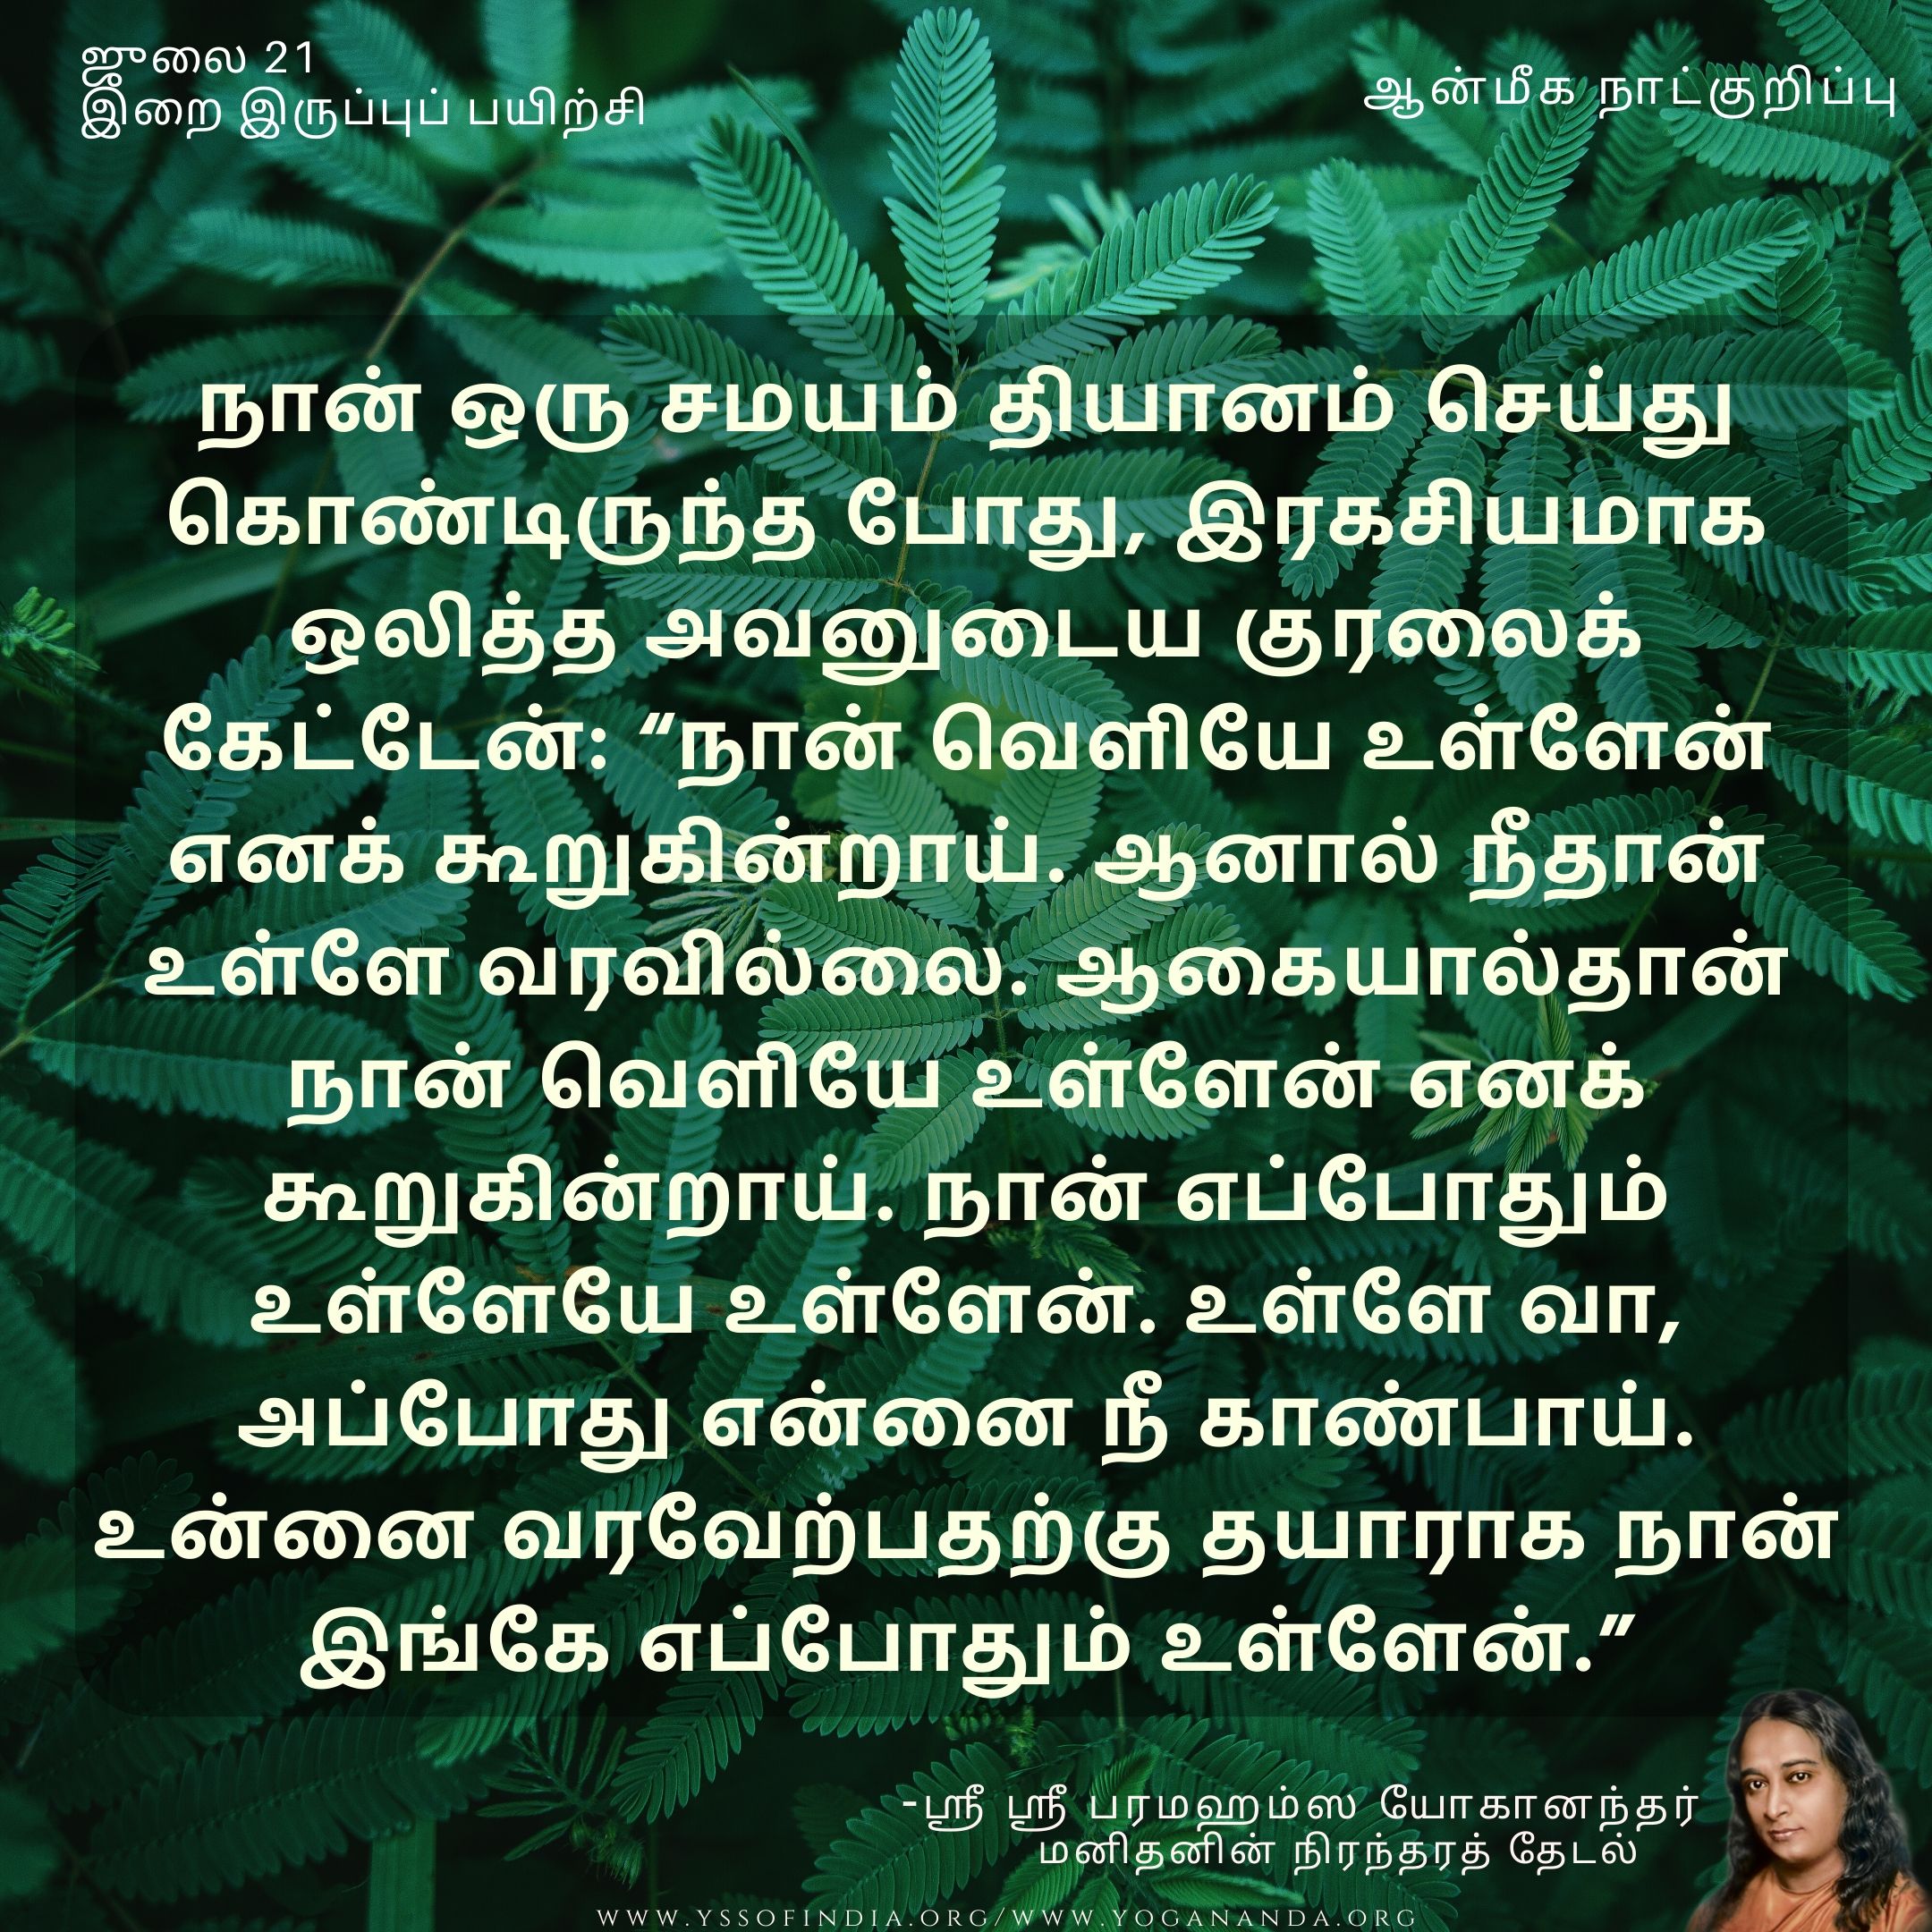 ஜூலை 21
இறை இருப்புப் பயிற்சி
ஆன்மீக நாட்குறிப்பு
நான் ஒரு சமயம் தியானம் செய்து
கொண்டிருந்த போது, இரகசியமாக
ஒலித்த அவனுடைய குரலைக்
கேட்டேன்: “நான் வெளியே உள்ளேன்
எனக் கூறுகின்றாய். ஆனால் நீதான்
உள்ளே வரவில்லை. ஆகையால்தான்
நான் வெளியே உள்ளேன் எனக்
கூறுகின்றாய். நான் எப்போதும்
உள்ளேயே உள்ளேன். உள்ளே வா,
அப்போது என்னை நீ காண்பாய்.
உன்னை வரவேற்பதற்கு தயாராக நான்
இங்கே எப்போதும் உள்ளேன்.”
-ஸ்ரீ ஸ்ரீ பரமஹம்ஸ யோகானந்தர்
மனிதனின் நிரந்தரத் தேடல்
WWW.YSSOFINDIA.ORG/WWW.YOGANANDA.ORG